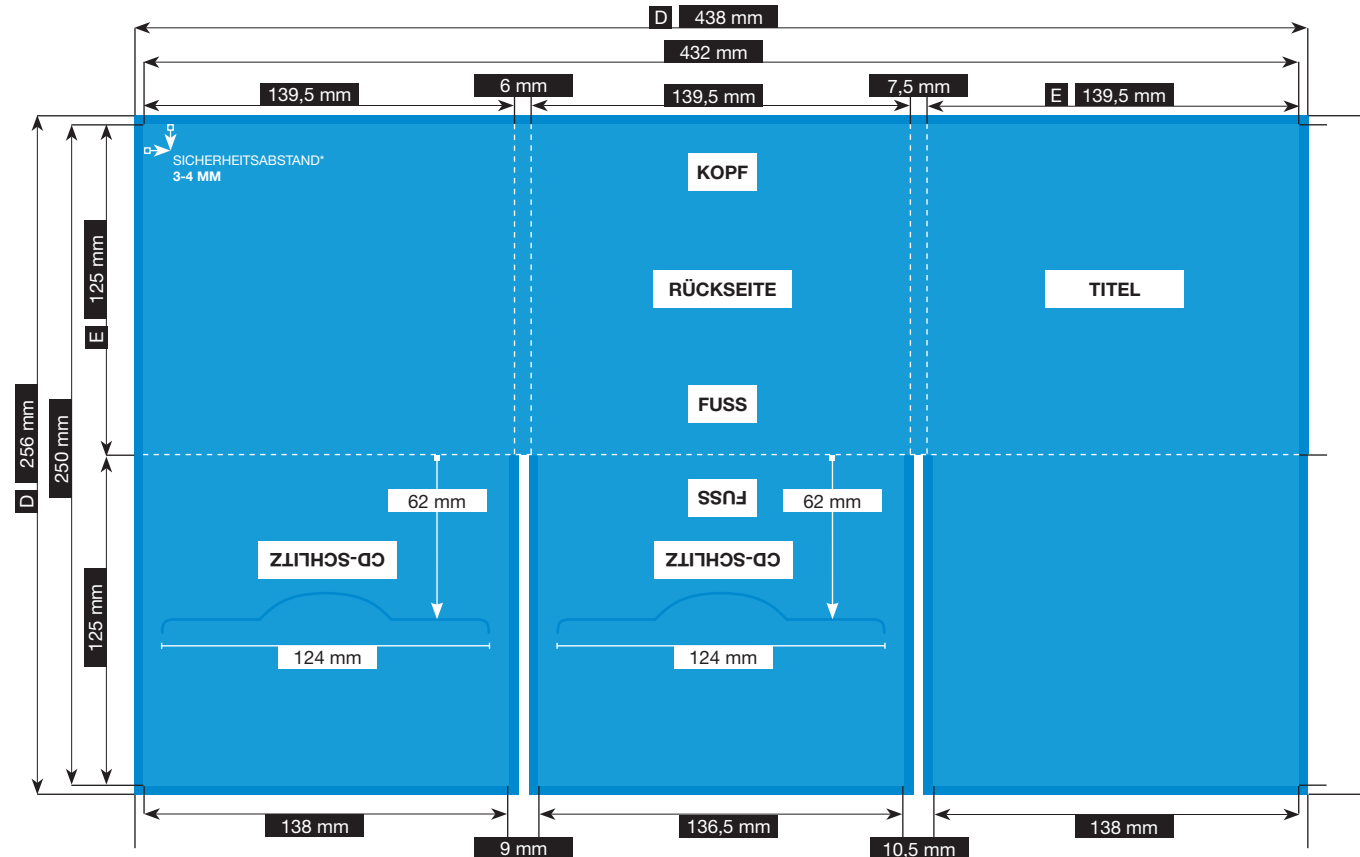 D 438 mm
432 mm
139,5 mm
6 mm
139,5 mm
7,5 mm
E 139,5 mm
SICHERHEITSABSTAND*
3-4 MM
KOPF
125 mm
E
RÜCKSEITE
TITEL
FUSS
256 mm
D
250 mm
62 mm
FUSS
62 mm
CD-SCHLITZ
CD-SCHLITZ
125 mm
124 mm
124 mm
138 mm
9 mm
136,5 mm
10,5 mm
138 mm